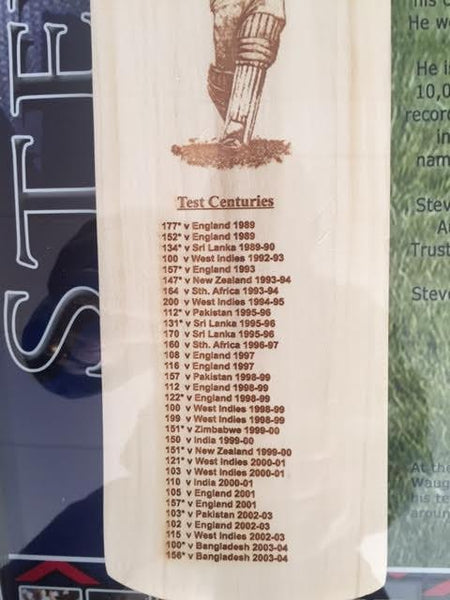 STE
his
He w
He i
10,0
recor
in
nam
Stev
A
Trust
Steve
Test Centuries
177* v England 1989
152* v England 1989
134* v Sri Lanka 1989-90
100 v West Indies 1992-93
157* v England 1993
147* v New Zealand 1993-94
164 v Sth. Africa 1993-94
200 v West Indies 1994-95
112* v Pakistan 1995-96
131* v Sri Lanka 1995-96
170 v Sri Lanka 1995-96
160 v Sth. Africa 1996-97
108 v England 1997
116 v England 1997
157 v Pakistan 1998-99
112 v England 1998-99
122* v England 1998-99
100 v West Indies 1998-99
199 v West Indies 1998-99
151* v Zimbabwe 1999-00
150 v India 1999-00
151* v New Zealand 1999-00
121* v West Indies 2000-01
103 v West Indies 2000-01
110 v India 2000-01
105 v England 2001
157* v England 2001
103* v Pakistan 2002-03
102 v England 2002-03
115 v West Indies 2002-03
100* v Bangladesh 2003-04
156* v Bangladesh 2003-04
At the
Waug
his te
aroun